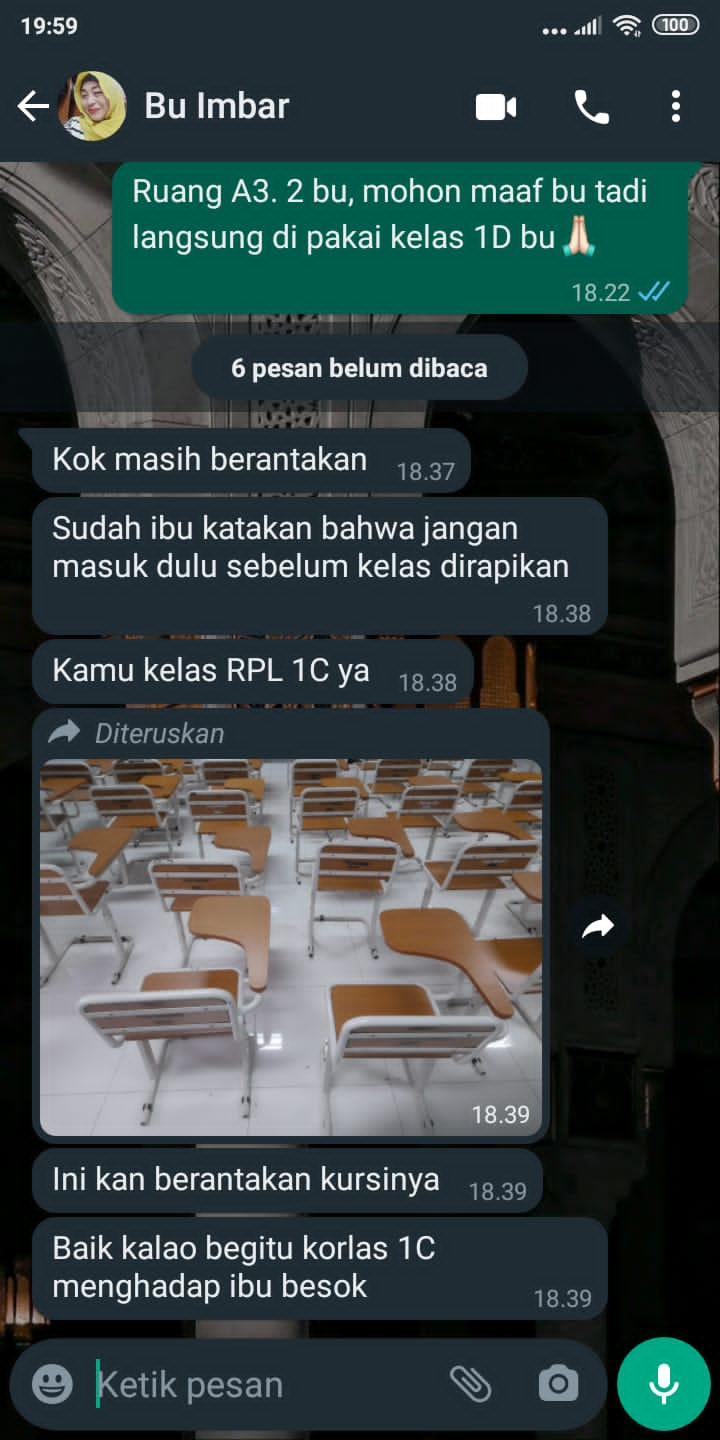 19:59
100
Bu Imbar
Ruang A3. 2 bu, mohon maaf bu tadi
langsung di pakai kelas 1D bu🙏🏻
18.22
6 pesan belum dibaca
Kok masih berantakan 18.37
Sudah ibu katakan bahwa jangan
masuk dulu sebelum kelas dirapikan
18.38
Kamu kelas RPL 1C ya 18.38
Diteruskan
18.39
Ini kan berantakan kursinya 18.39
Baik kalao begitu korlas 1C
menghadap ibu besok 18.39
Ketik pesan